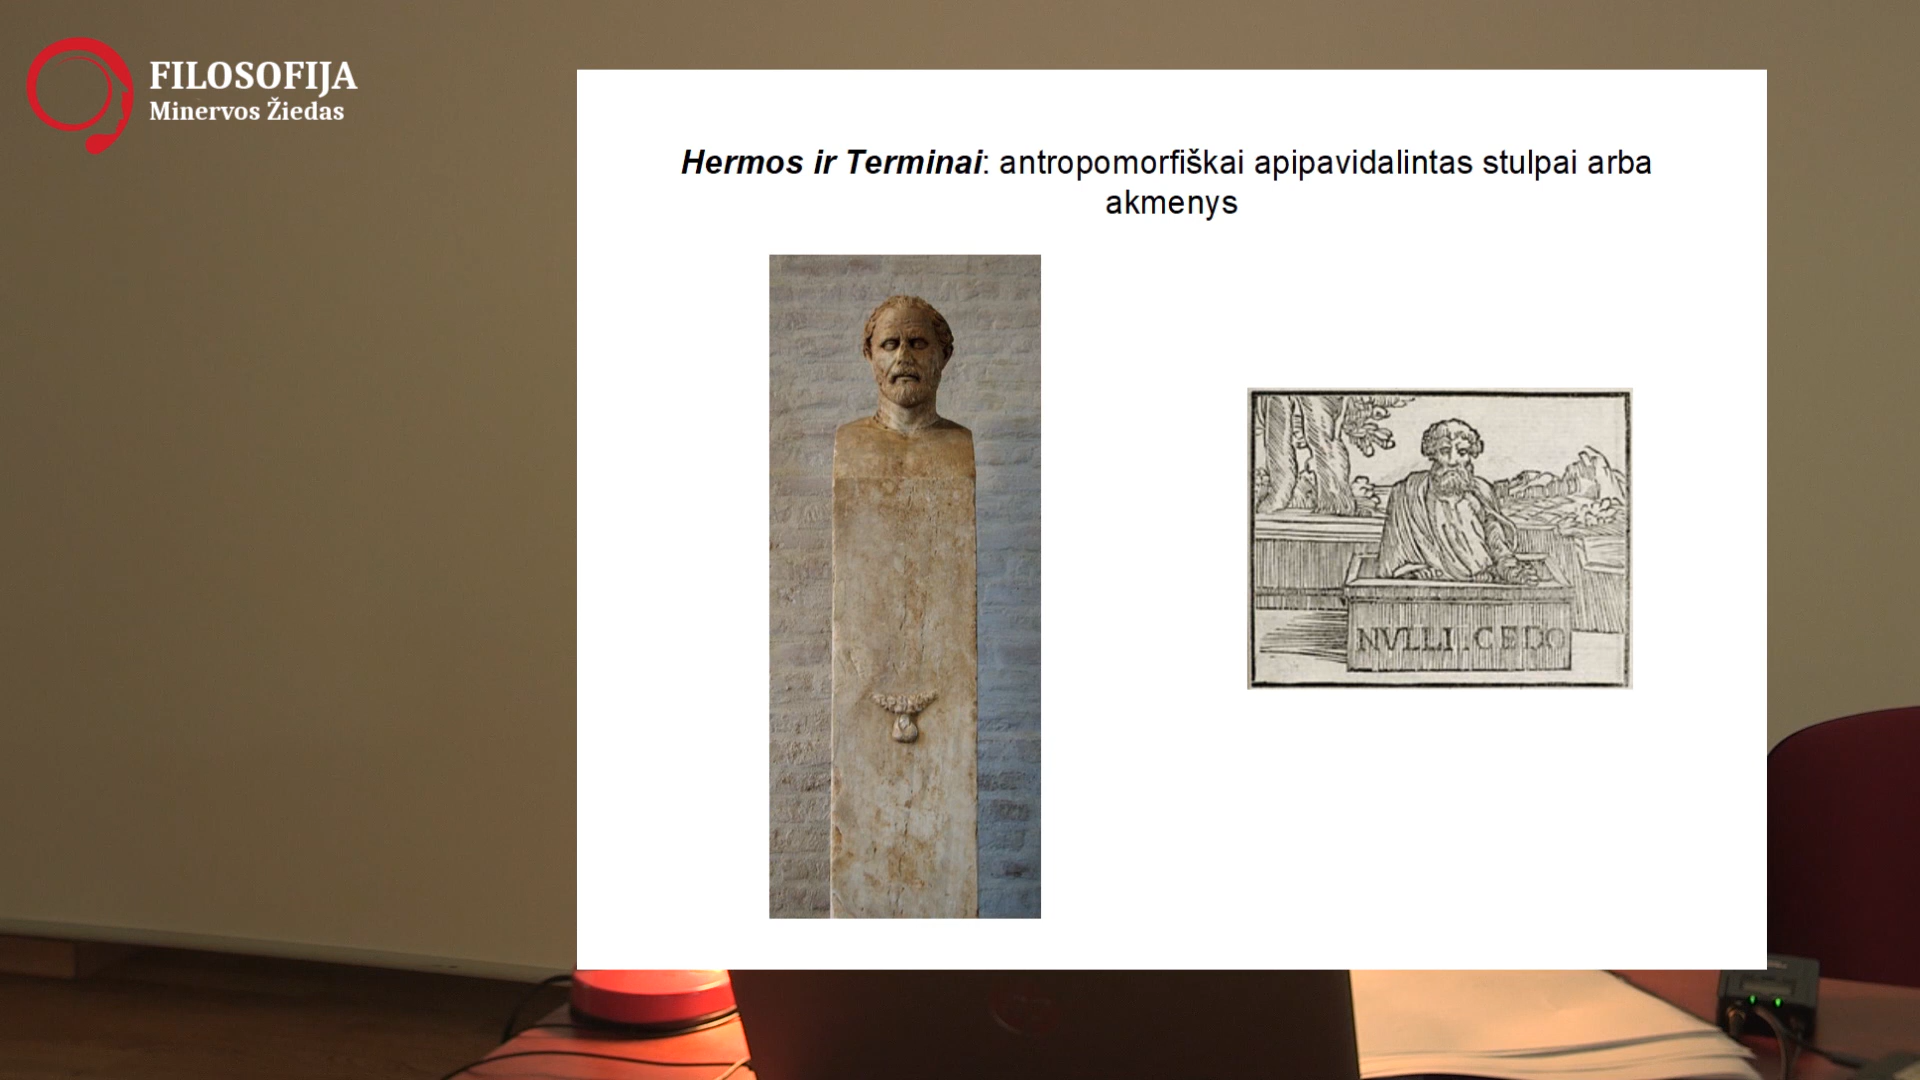 FILOSOFIJA
Minervos Žiedas
Hermos ir Terminai: antropomorfiškai apipavidalintas stulpai arba
akmenys
NVLLI CEDO